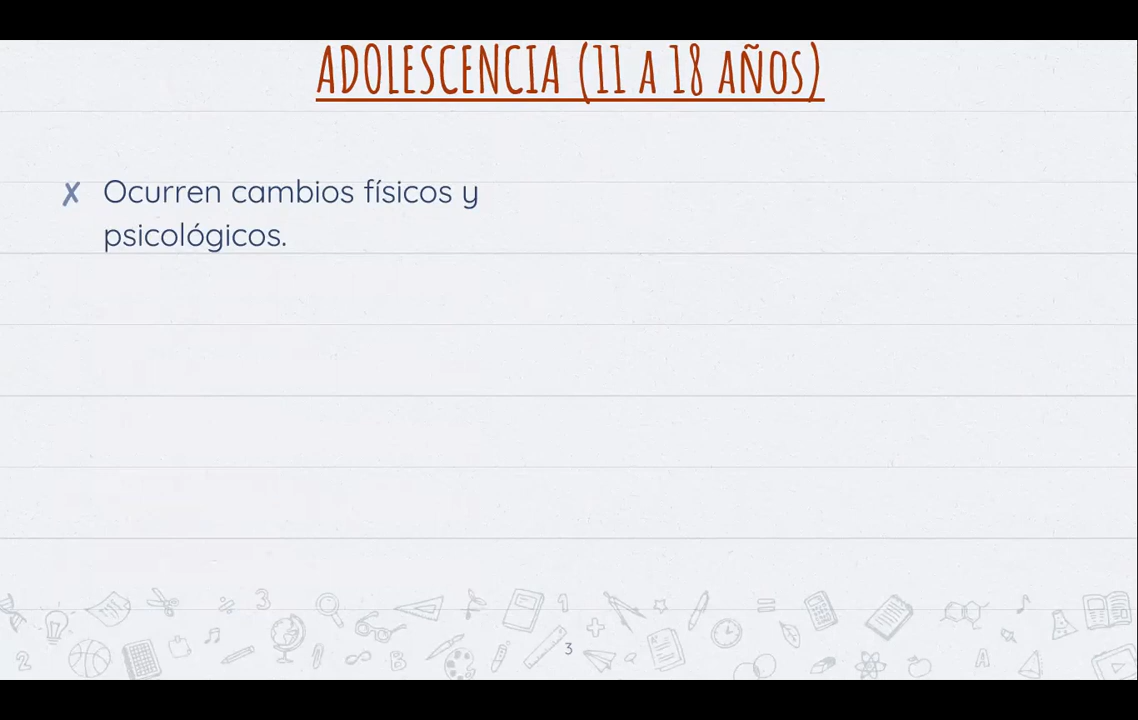 ADOLESCENCIA (11 A 18 AÑOS)
✗ Ocurren cambios físicos y
psicológicos.
3